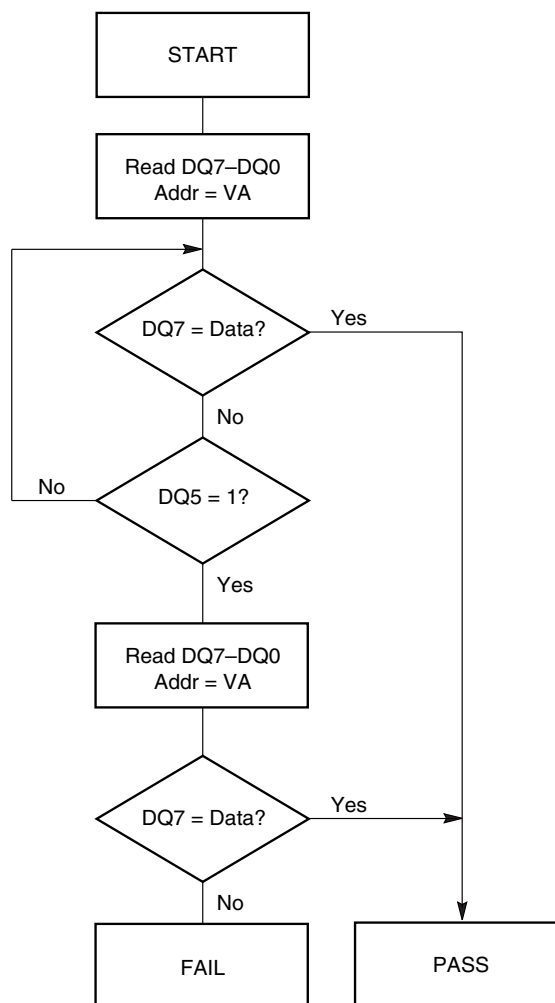 START
Read DQ7–DQ0
Addr = VA
DQ7 = Data?
Yes
No
No
DQ5 = 1?
Yes
Read DQ7–DQ0
Addr = VA
DQ7 = Data?
Yes
No
FAIL
PASS